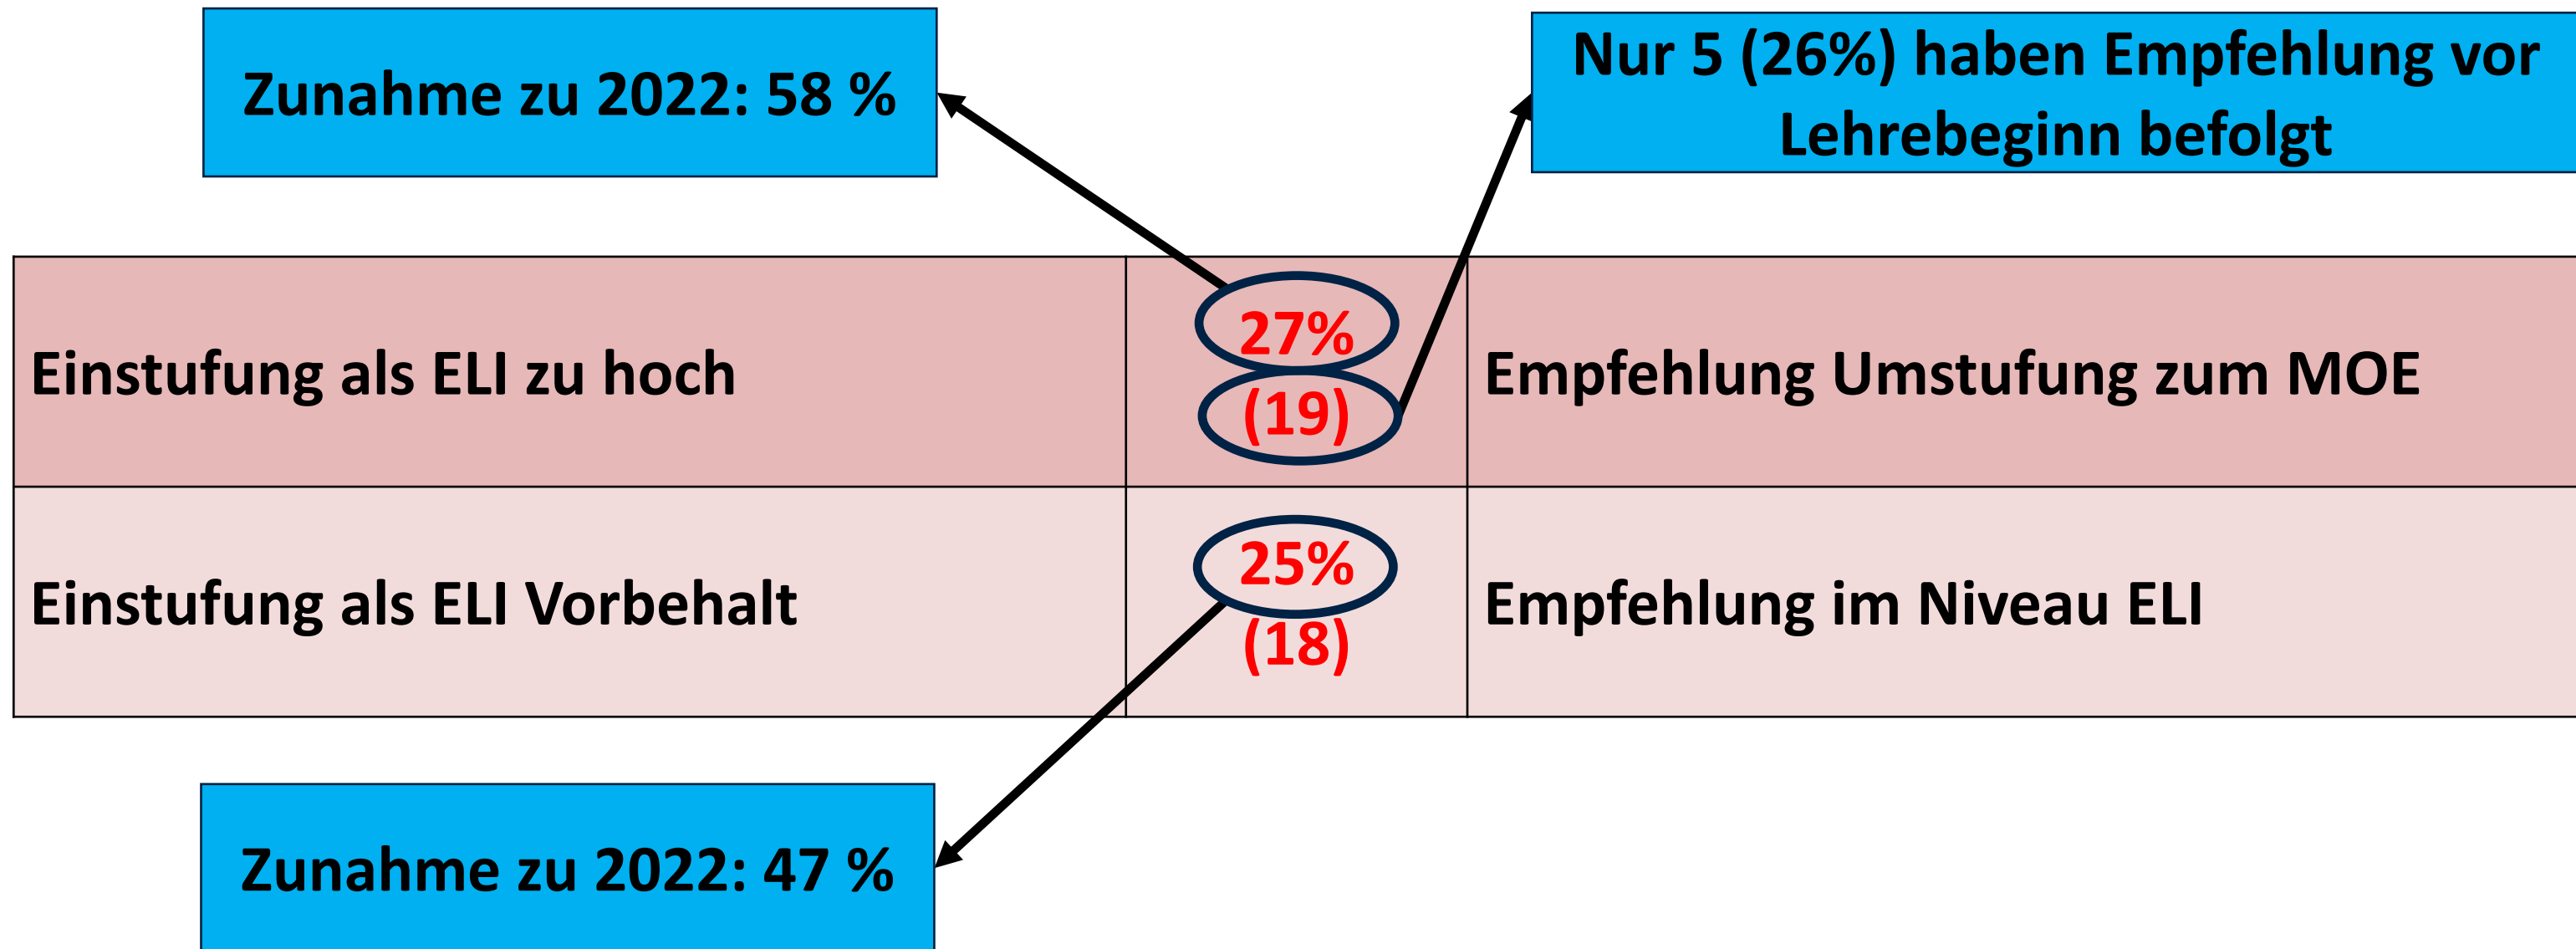 Zunahme zu 2022: 58 %
Nur 5 (26%) haben Empfehlung vor
Lehrebeginn befolgt
Einstufung als ELI zu hoch
27%
(19)
Empfehlung Umstufung zum MOE
Einstufung als ELI Vorbehalt
25%
(18)
Empfehlung im Niveau ELI
Zunahme zu 2022: 47 %